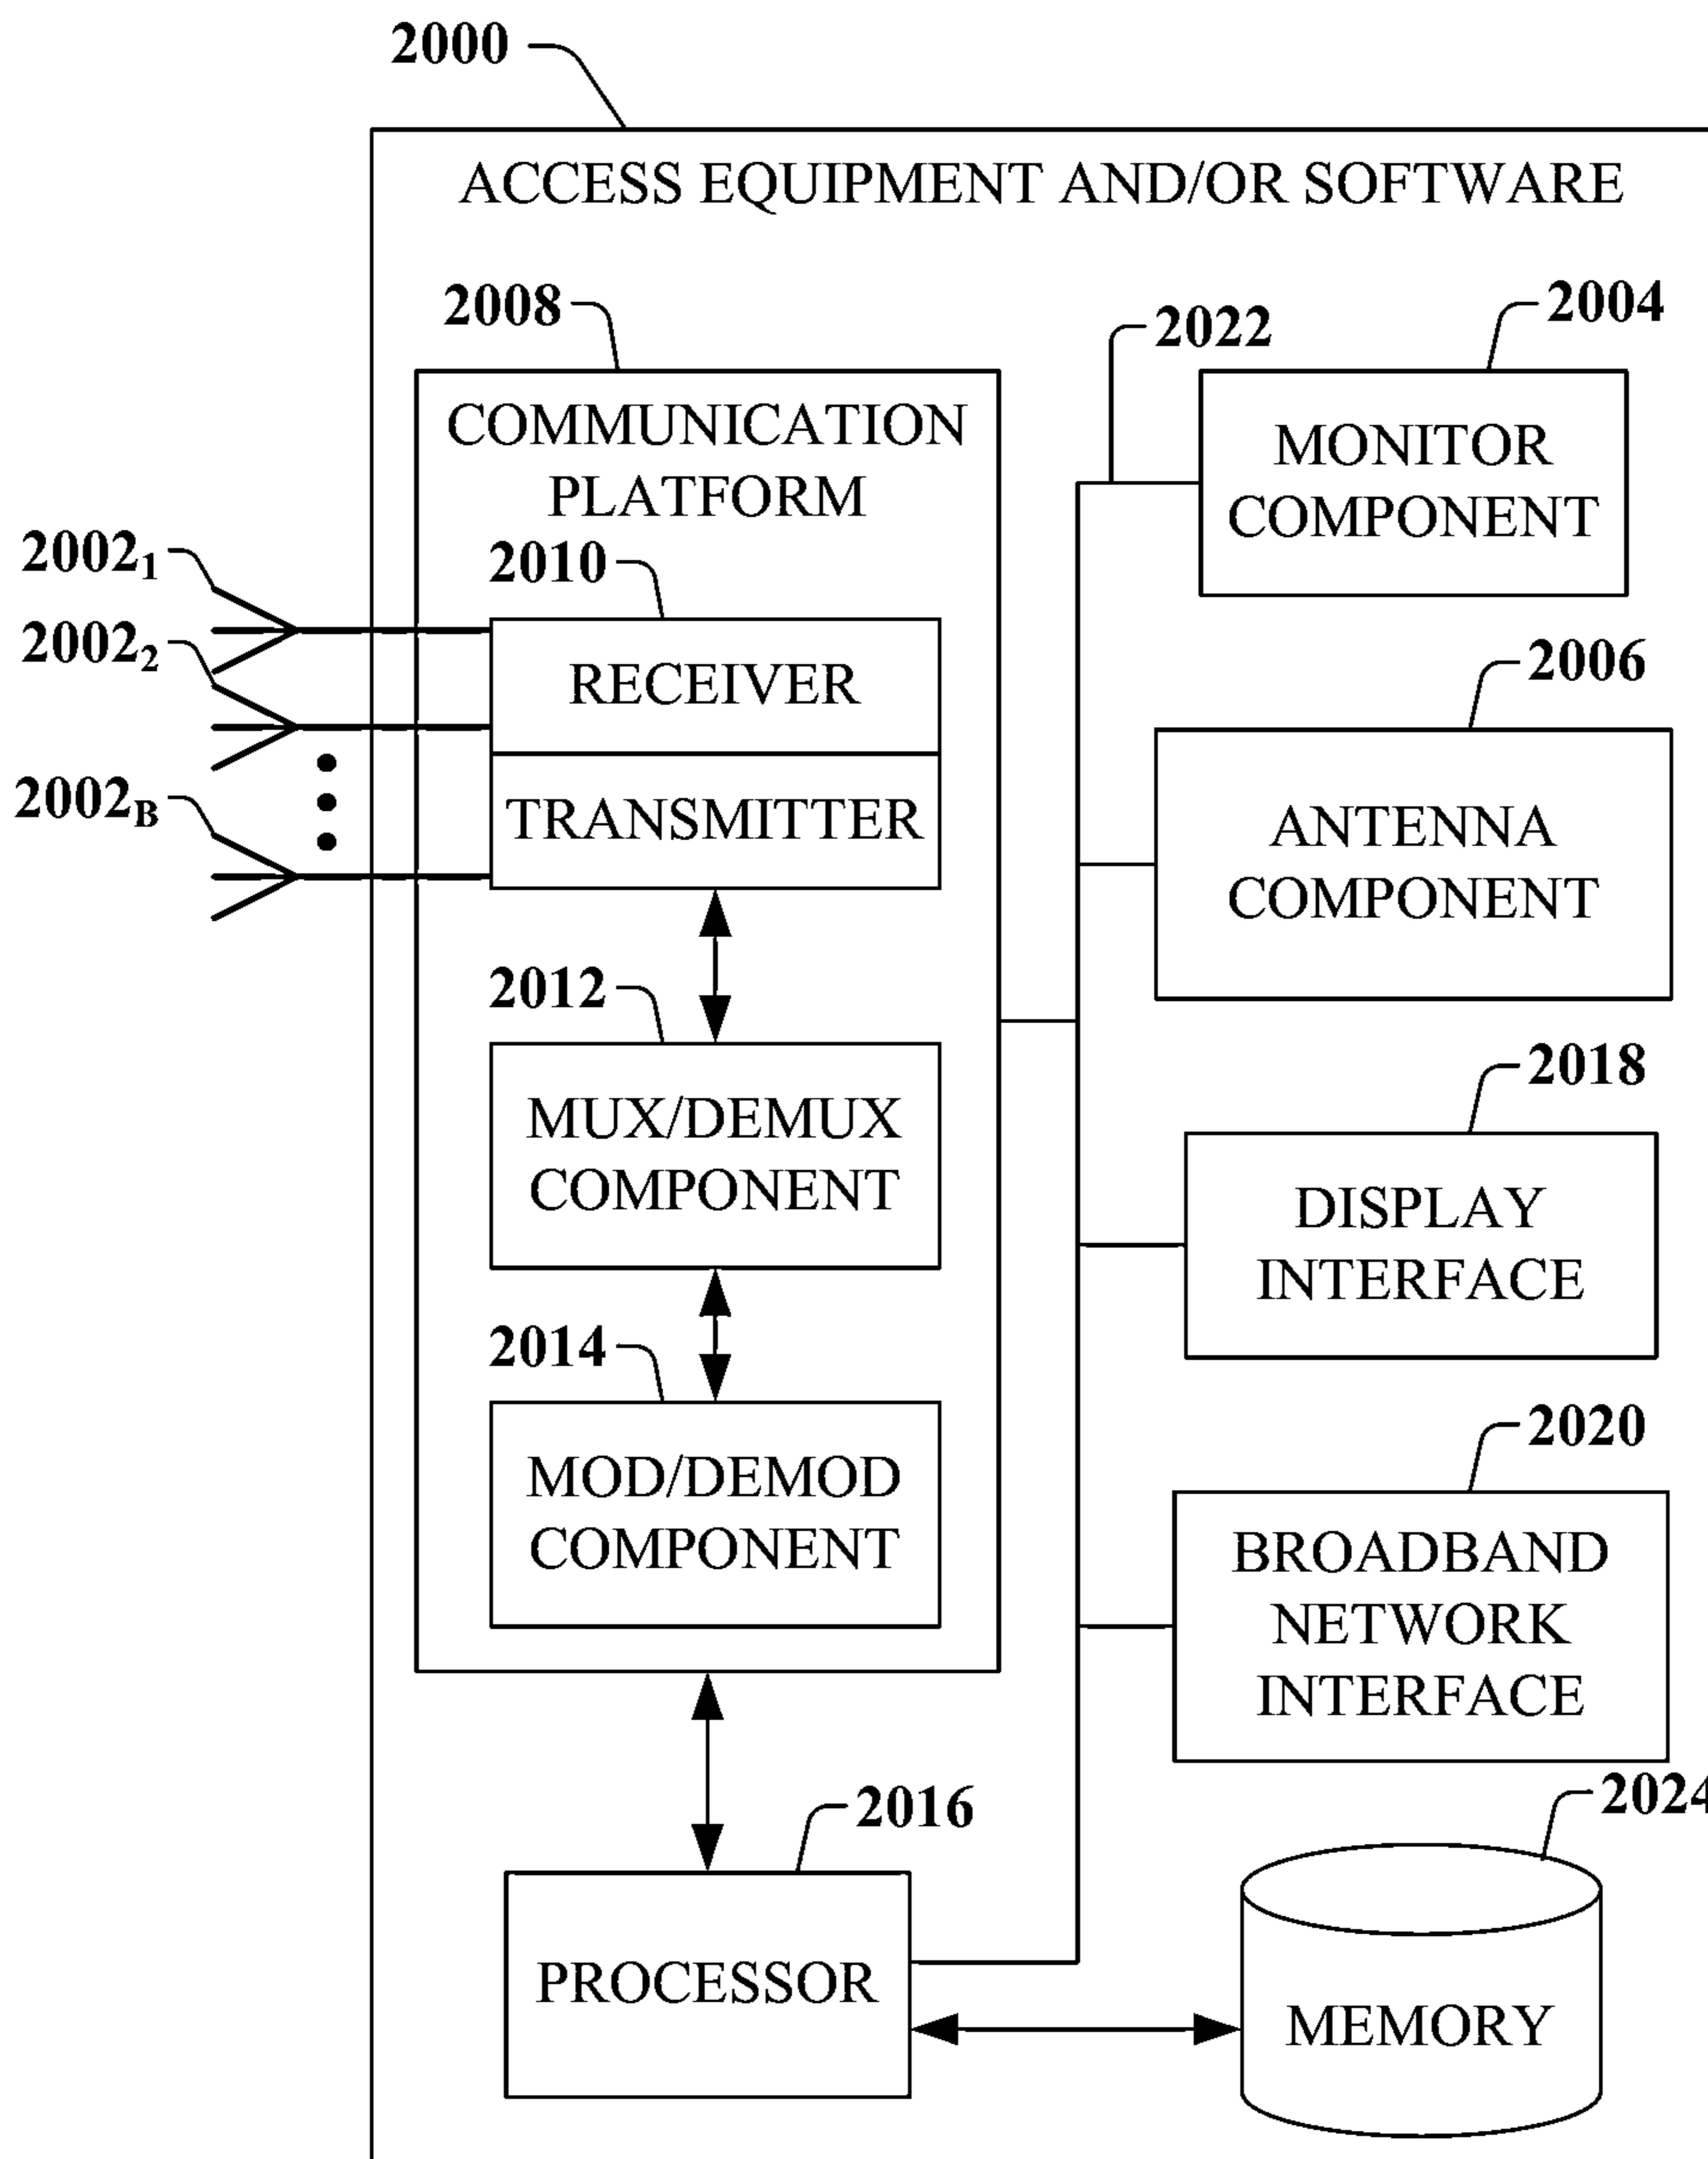 2000
ACCESS EQUIPMENT AND/OR SOFTWARE
2008
2022
2004
COMMUNICATION
PLATFORM
MONITOR
COMPONENT
2002₁
2010
2002₂
RECEIVER
2006
2002B
TRANSMITTER
ANTENNA
COMPONENT
2012
MUX/DEMUX
COMPONENT
2018
DISPLAY
INTERFACE
2014
MOD/DEMOD
COMPONENT
2020
BROADBAND
NETWORK
INTERFACE
2016
2024
PROCESSOR
MEMORY